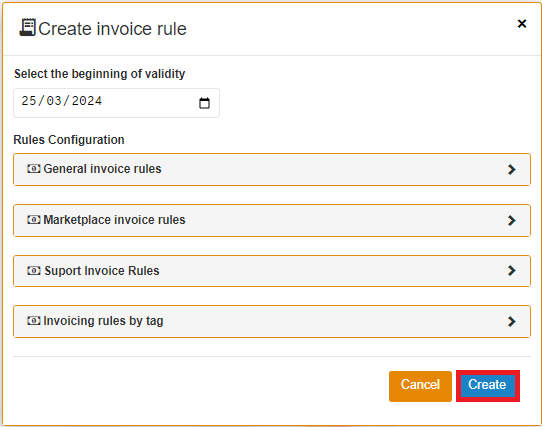 Create invoice rule
Select the beginning of validity
25/03/2024
Rules Configuration
General invoice rules
Marketplace invoice rules
Suport Invoice Rules
Invoicing rules by tag
Cancel Create